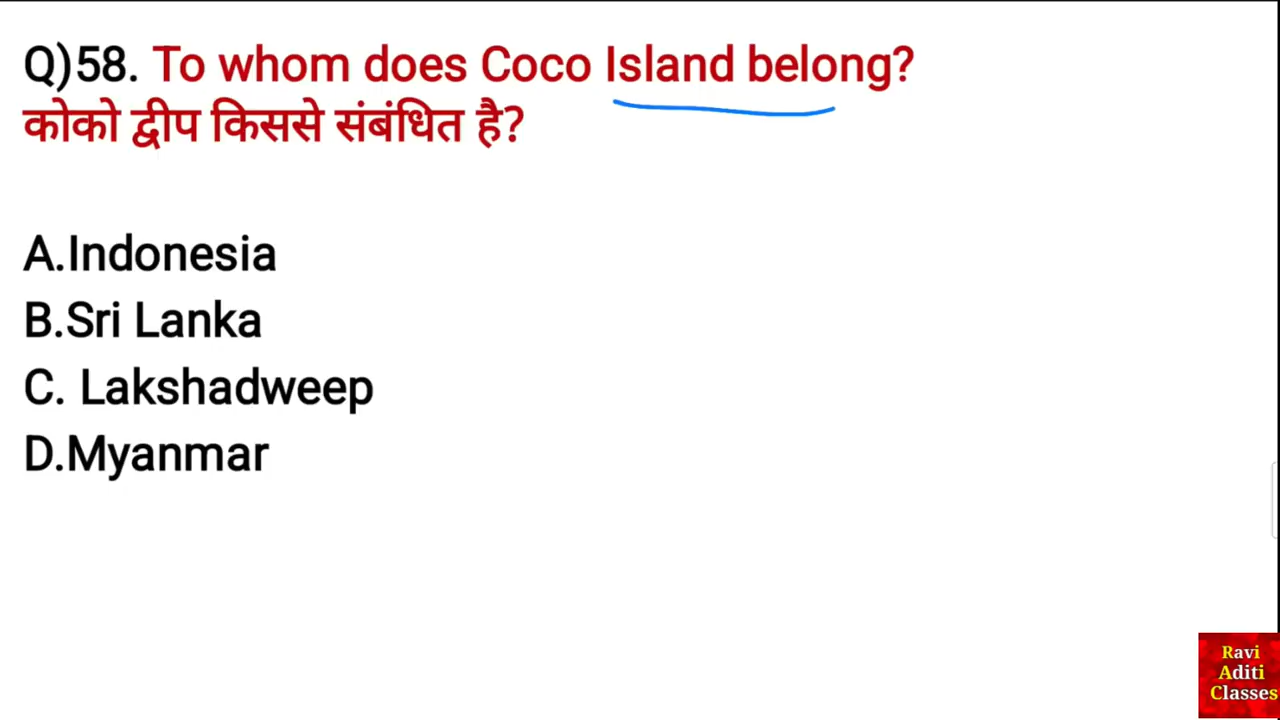 Q)58. To whom does Coco Island belong?
कोको द्वीप किससे संबंधित है?
A.Indonesia
B.Sri Lanka
C. Lakshadweep
D.Myanmar
Ravi
Aditi
Classes